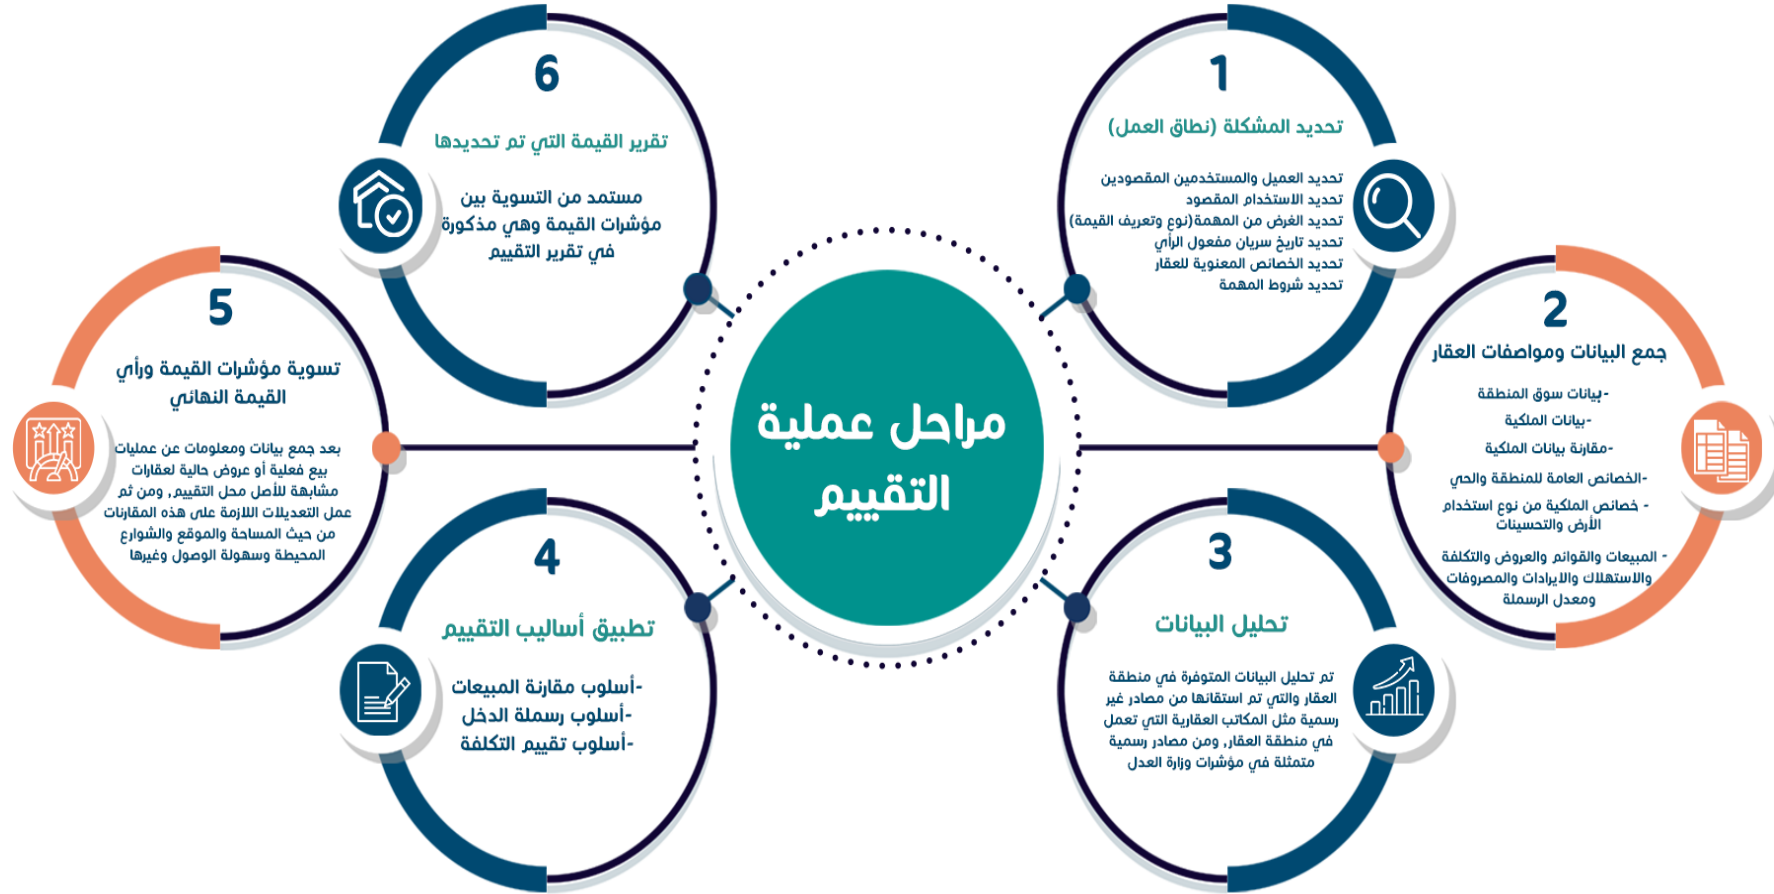 مراحل عملية
التقييم
1
تحديد المشكلة (نطاق العمل)
تحديد العميل والمستخدمين المقصودين
تحديد الاستخدام المقصود
تحديد الغرض من المهمة(نوع وتعريف القيمة)
تحديد تاريخ سريان مفعول الرأي
تحديد الخصائص المعنوية للعقار
تحديد شروط المهمة
2
جمع البيانات ومواصفات العقار
-بيانات سوق المنطقة
-بيانات الملكية
-مقارنة بيانات الملكية
-الخصائص العامة للمنطقة والحي
- خصائص الملكية من نوع استخدام
الأرض والتحسينات
- المبيعات والقوائم والعروض والتكلفة
والاستهلاك والايرادات والمصروفات
ومعدل الرسملة
3
تحليل البيانات
تم تحليل البيانات المتوفرة في منطقة
العقار والتي تم استقائها من مصادر غير
رسمية مثل المكاتب العقارية التي تعمل
في منطقة العقار, ومن مصادر رسمية
متمثلة في مؤشرات وزارة العدل
4
تطبيق أساليب التقييم
-أسلوب مقارنة المبيعات
-أسلوب رسملة الدخل
-أسلوب تقييم التكلفة
5
تسوية مؤشرات القيمة ورأي
القيمة النهائي
بعد جمع بيانات ومعلومات عن عمليات
بيع فعلية أو عروض حالية لعقارات
مشابهة للأصل محل التقييم, ومن ثم
عمل التعديلات اللازمة على هذه المقارنات
من حيث المساحة والموقع والشوارع
المحيطة وسهولة الوصول وغيرها
6
تقرير القيمة التي تم تحديدها
مستمد من التسوية بين
مؤشرات القيمة وهي مذكورة
في تقرير التقييم